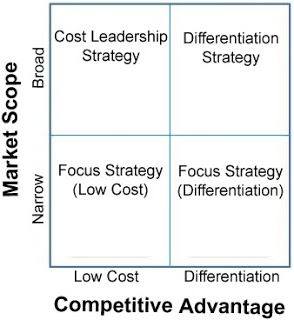 Market Scope
Broad
Narrow
Cost Leadership
Strategy
Differentiation
Strategy
Focus Strategy
(Low Cost)
Focus Strategy
(Differentiation)
Low Cost
Differentiation
Competitive Advantage